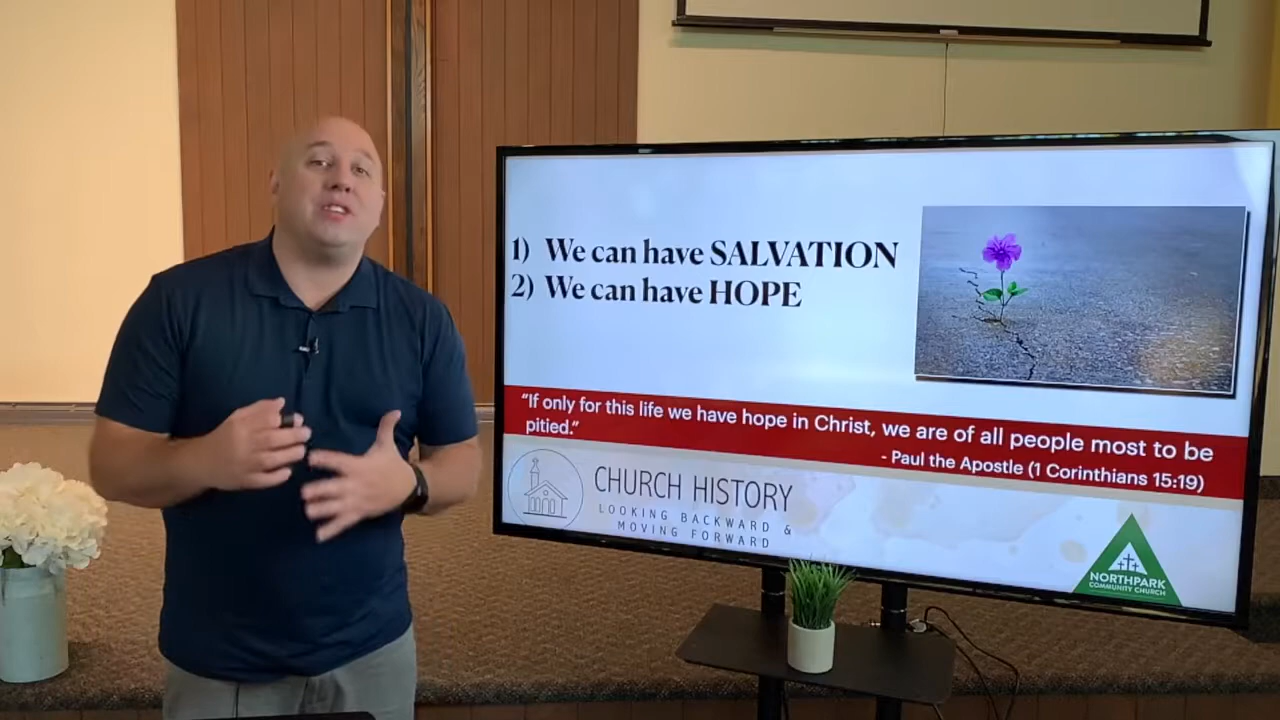 1) We can have SALVATION
2) We can have HOPE
“If only for this life we have hope in Christ, we are of all people most to be
pitied.”
- Paul the Apostle (1 Corinthians 15:19)
CHURCH HISTORY
LOOKING BACKWARD &
MOVING FORWARD
NORTHPARK
COMMUNITY CHURCH